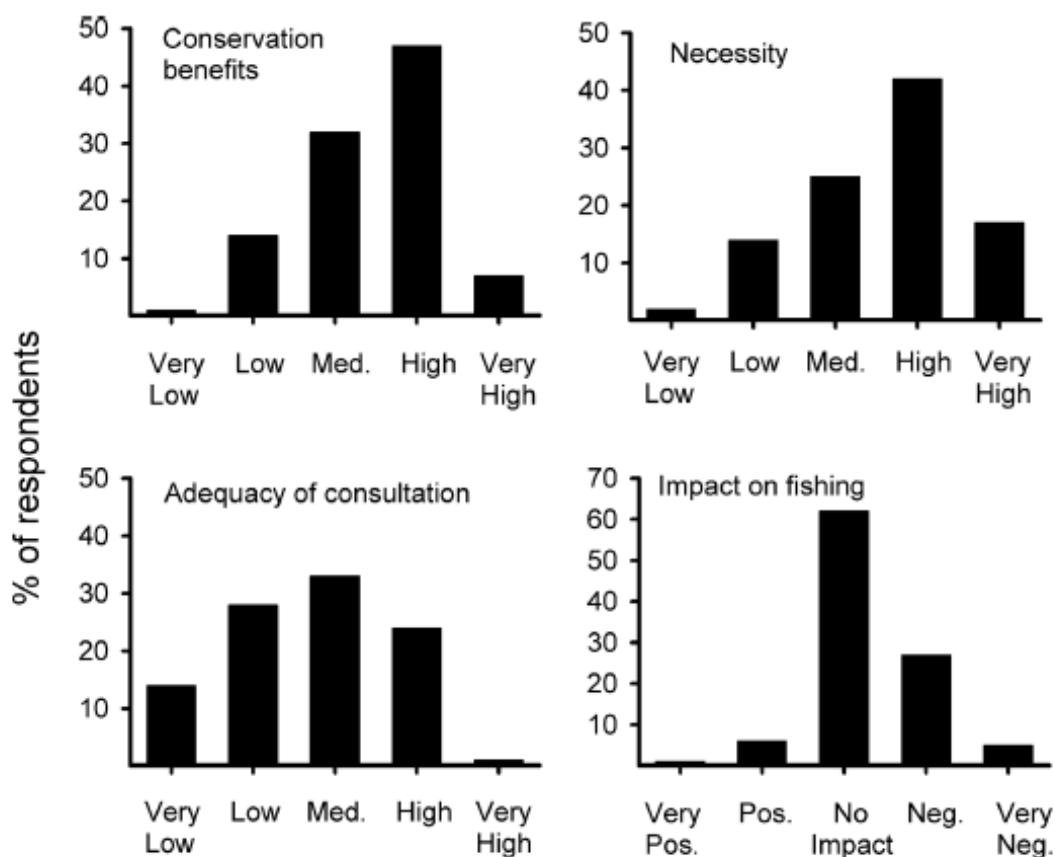 % of respondents
50
40
30
20
10
Conservation
benefits
Very
Low
Low
Med.
High
Very
High
50
40
30
20
10
Necessity
Very
Low
Low
Med.
High
Very
High
50
40
30
20
10
Adequacy of consultation
Very
Low
Low
Med.
High
Very
High
70
60
50
40
30
20
10
Impact on fishing
Very
Pos.
Pos.
No
Impact
Neg.
Very
Neg.